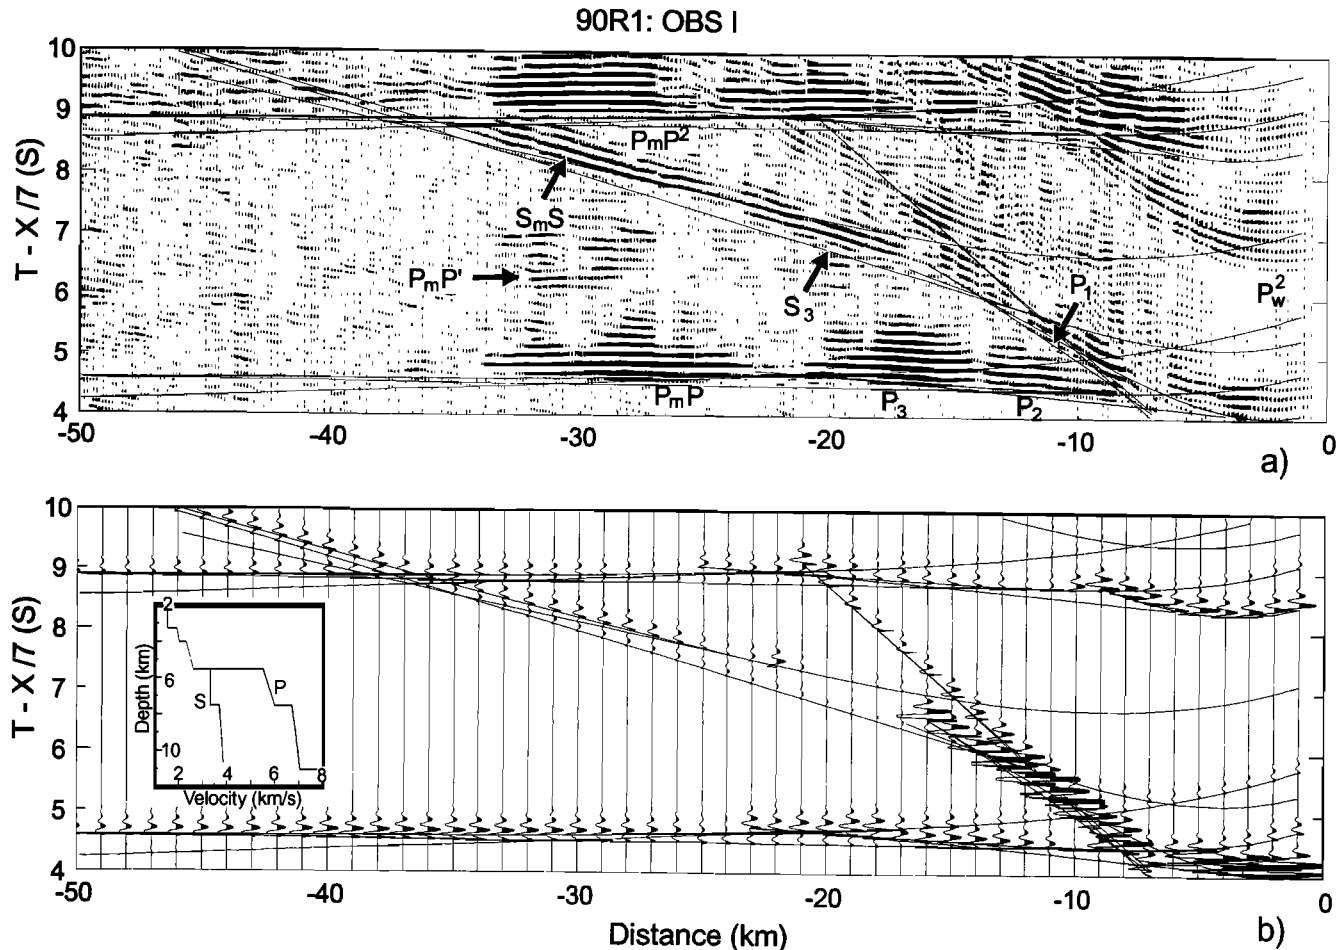 90R1: OBS I
T - X/7 (S)
10
9
8
7
6
5
4
PmP²
SmS
PmP'
S3
P1
Pw²
PmP
P3
P2
-50
-40
-30
-20
-10
0
a)
T - X/7 (S)
10
9
8
7
6
5
4
2
6
10
Depth (km)
S
P
2
4
6
8
Velocity (km/s)
-50
-40
-30
-20
-10
0
Distance (km)
b)